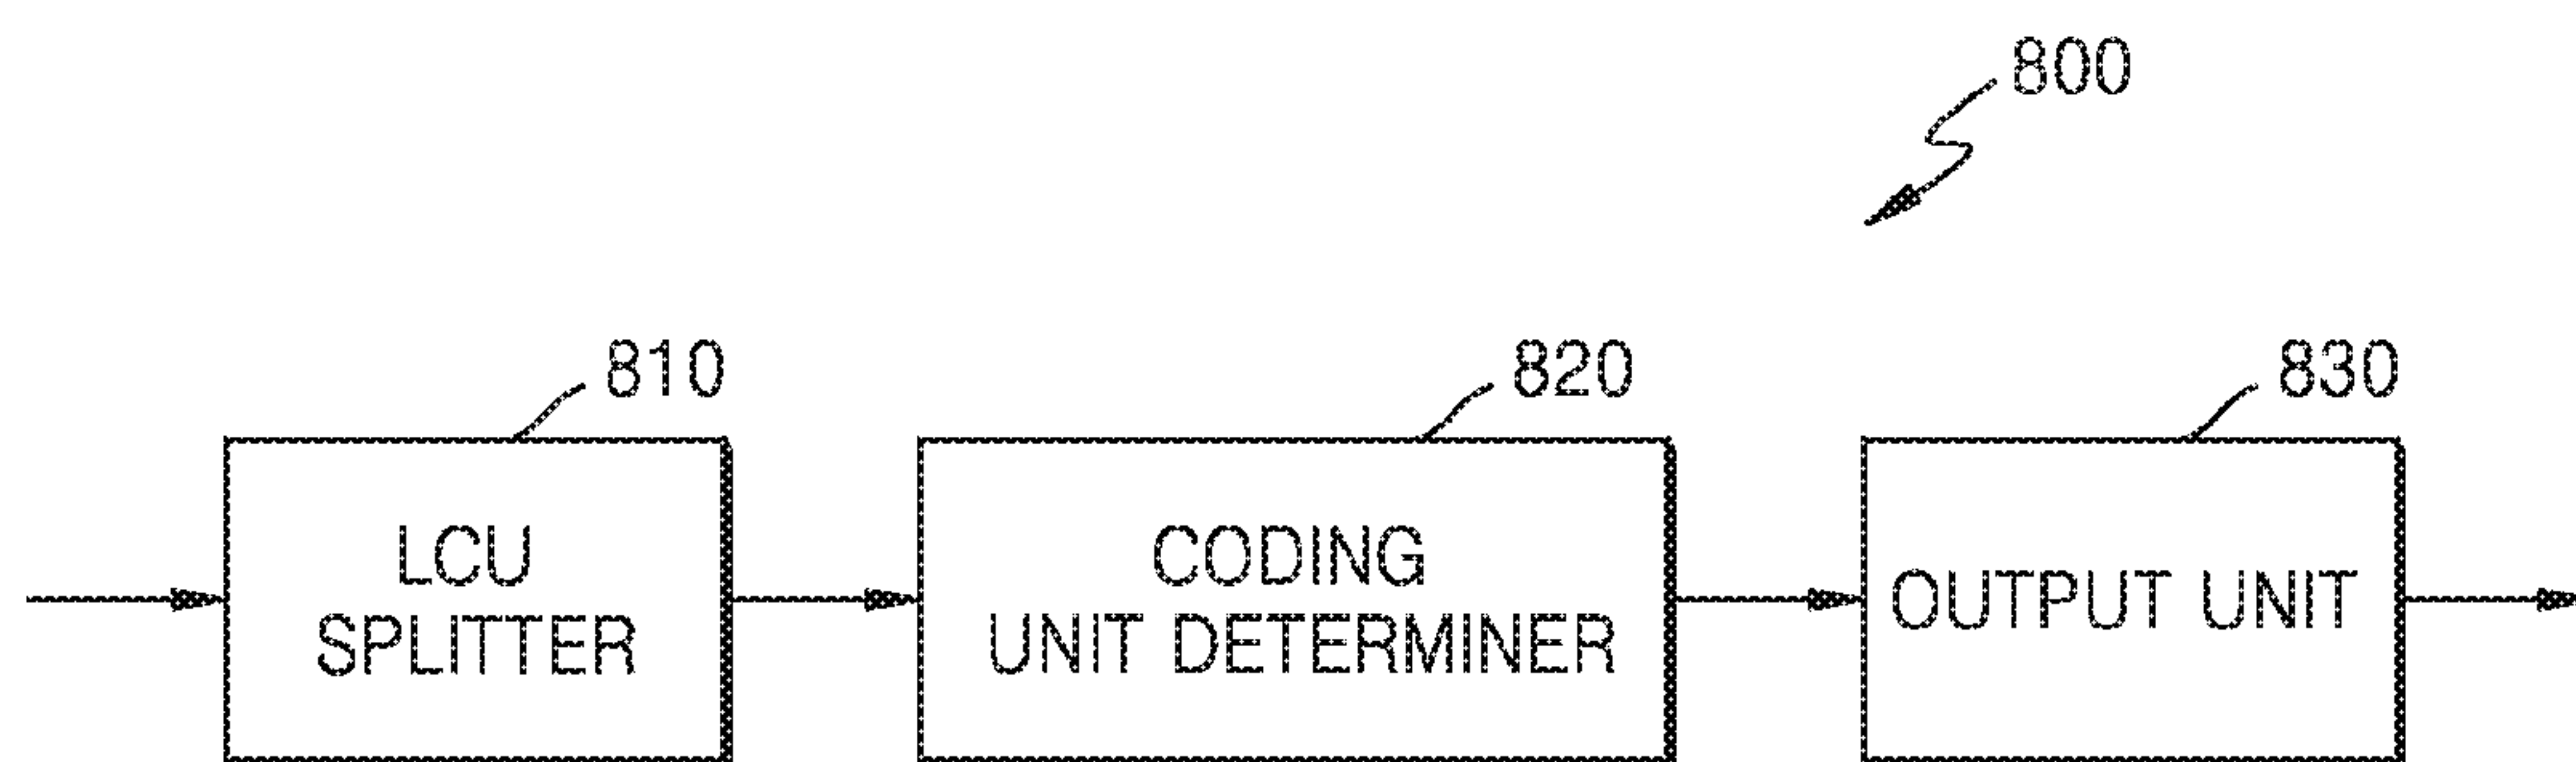 800
810
820
830
LCU
SPLITTER
CODING
UNIT DETERMINER
OUTPUT UNIT